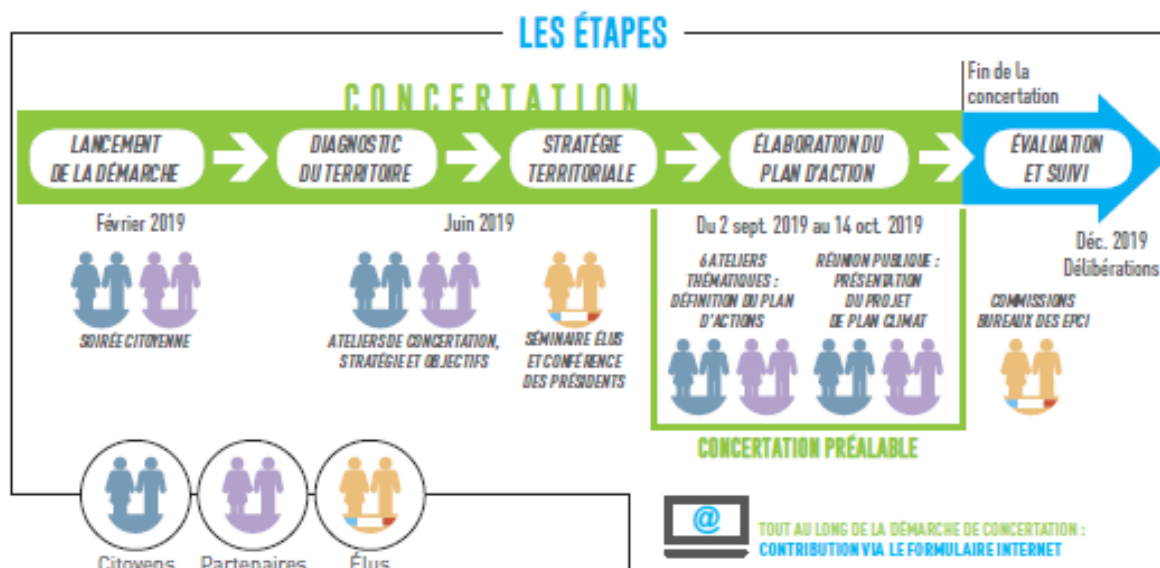 LES ÉTAPES
CONCERTATION
Fin de la
concertation
LANCEMENT
DE LA DÉMARCHE
DIAGNOSTIC
DU TERRITOIRE
STRATÉGIE
TERRITORIALE
ÉLABORATION DU
PLAN D'ACTION
ÉVALUATION
ET SUIVI
Février 2019
Juin 2019
Du 2 sept. 2019 au 14 oct. 2019
Déc. 2019
Délibérations
SOIRÉE CITOYENNE
ATELIERS DE CONCERTATION,
STRATÉGIE ET OBJECTIFS
SÉMINAIRE ÉLUS
ET CONFÉRENCE
DES PRÉSIDENTS
6 ATELIERS
THÉMATIQUES :
DÉFINITION DU PLAN
D'ACTIONS
RÉUNION PUBLIQUE :
PRÉSENTATION
DU PROJET
DE PLAN CLIMAT
COMMISSIONS
BUREAUX DES EPCI
CONCERTATION PRÉALABLE
Citoyens
Partenaires
Élus
@
TOUT AU LONG DE LA DÉMARCHE DE CONCERTATION :
CONTRIBUTION VIA LE FORMULAIRE INTERNET